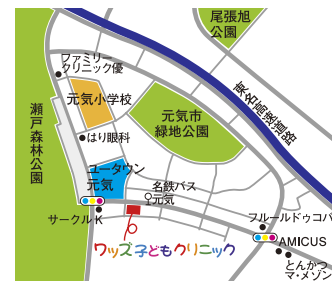 尾張旭
公園
ファミリー
クリニック優
東名高速道路
元気小学校
元気市
緑地公園
瀬戸森林公園
はり眼科
ユータウン
元気
名鉄バス
元気
サークルK
フルールドゥコパ
ワッズ子どもクリニック
AMICUS
とんかつ
マ・メゾン